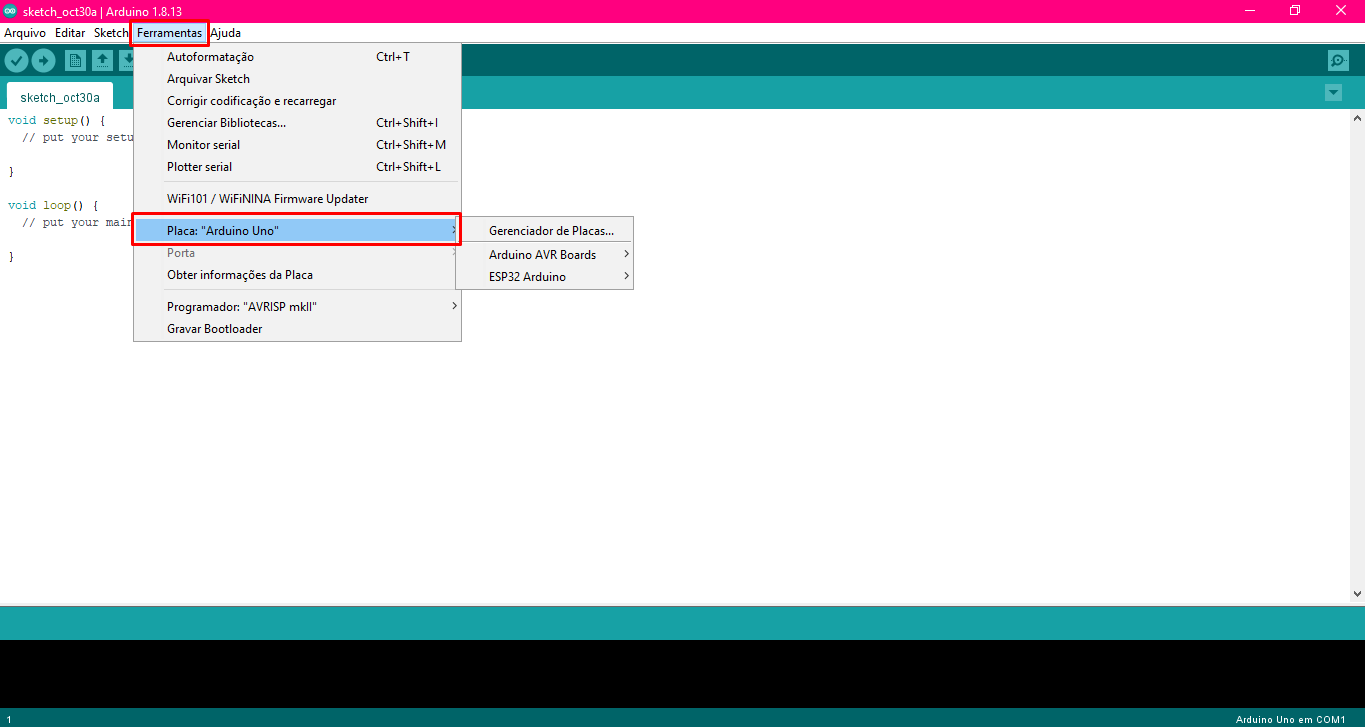 sketch_oct30a | Arduino 1.8.13
Arquivo Editar Sketch Ferramentas Ajuda
sketch_oct30a
void setup() {
// put your setu
}
void loop() {
// put your main
}
Autoformatação Ctrl+T
Arquivar Sketch
Corrigir codificação e recarregar
Gerenciar Bibliotecas... Ctrl+Shift+I
Monitor serial Ctrl+Shift+M
Plotter serial Ctrl+Shift+L
WiFi101 / WiFiNINA Firmware Updater
Placa: "Arduino Uno"
Porta
Obter informações da Placa
Programador: "AVRISP mkII"
Gravar Bootloader
Gerenciador de Placas...
Arduino AVR Boards
ESP32 Arduino
1 Arduino Uno em COM1